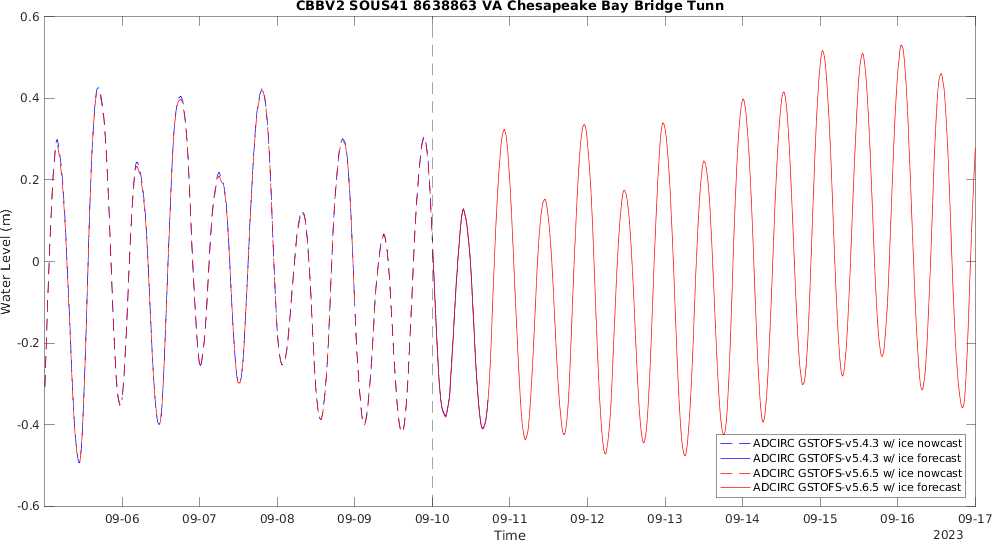 CBBV2 SOUS41 8638863 VA Chesapeake Bay Bridge Tunn
Water Level (m)
0.6
0.4
0.2
0
-0.2
-0.4
-0.6
09-06 09-07 09-08 09-09 09-10 09-11 09-12 09-13 09-14 09-15 09-16 09-17
Time
2023
ADCIRC GSTOFS-v5.4.3 w/ ice nowcast
ADCIRC GSTOFS-v5.4.3 w/ ice forecast
ADCIRC GSTOFS-v5.6.5 w/ ice nowcast
ADCIRC GSTOFS-v5.6.5 w/ ice forecast